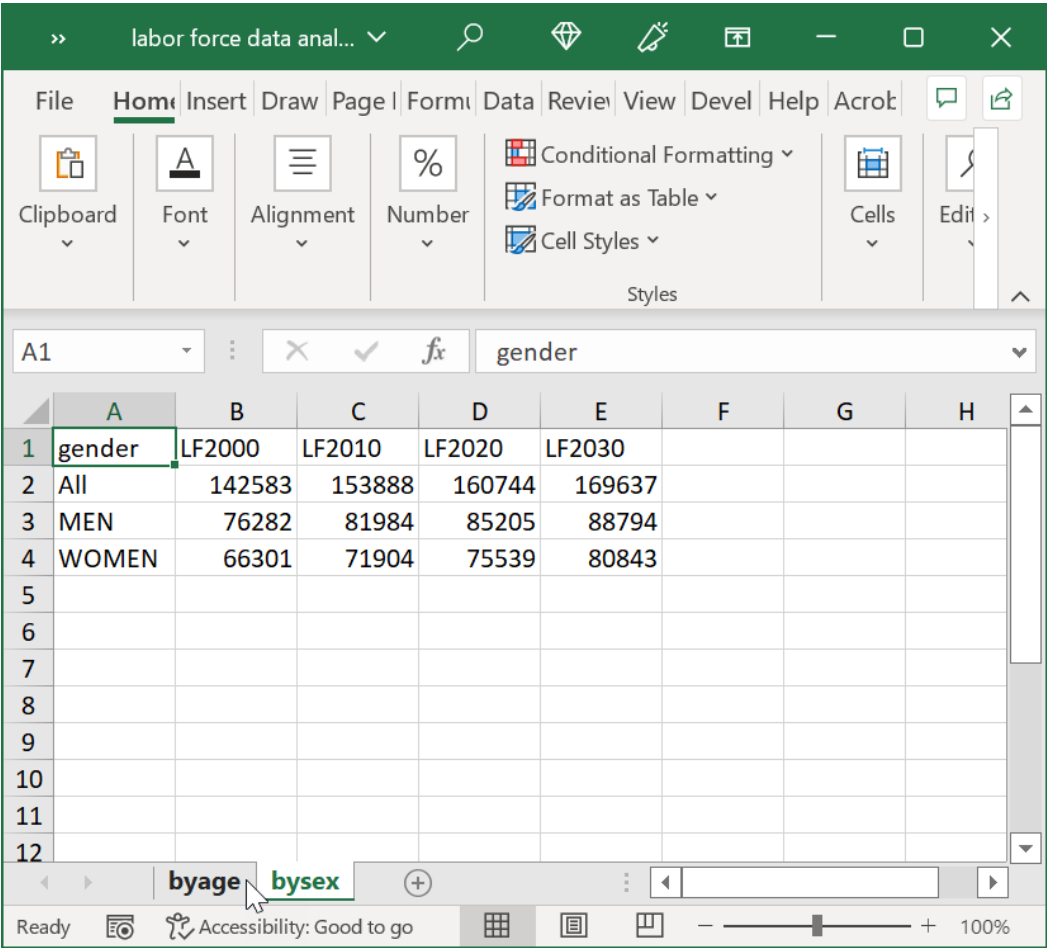 labor force data anal...
File Home Insert Draw Page Data View Devel Help Acrob
Clipboard Font Alignment Number Conditional Formatting Cells
Format as Table
Cell Styles
Styles
A1 fx gender
A B C D E F G H
1 gender LF2000 LF2010 LF2020 LF2030
2 All 142583 153888 160744 169637
3 MEN 76282 81984 85205 88794
4 WOMEN 66301 71904 75539 80843
5
6
7
8
9
10
11
12
byage bysex
Ready Accessibility: Good to go 100%